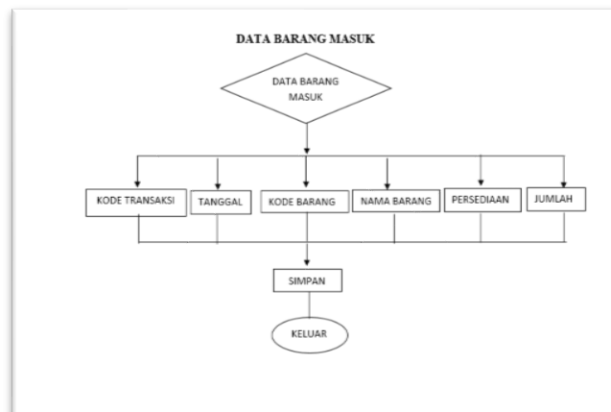 DATA BARANG MASUK
DATA BARANG
MASUK
KODE TRANSAKSI
TANGGAL
KODE BARANG
NAMA BARANG
PERSEDIAAN
JUMLAH
SIMPAN
KELUAR